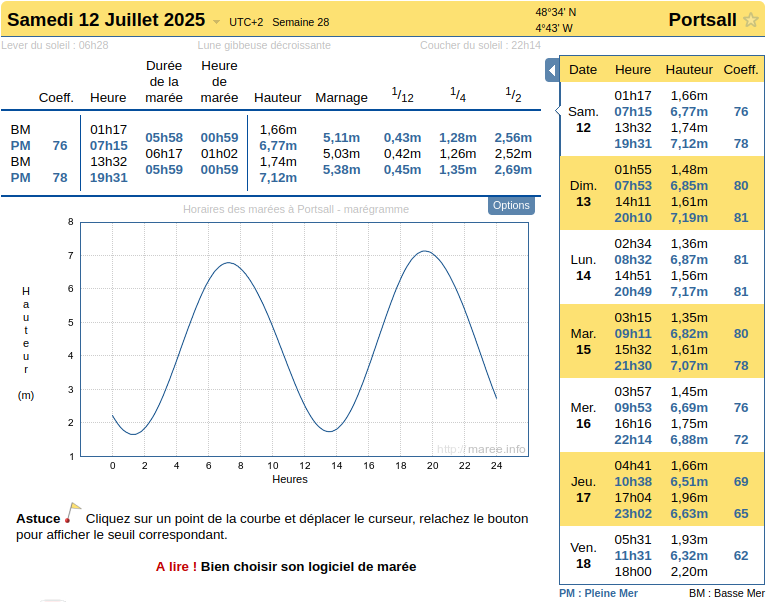 Samedi 12 Juillet 2025 UTC+2 Semaine 28
48°34' N
4°43' W
Portsall
Lever du soleil : 06h28 Lune gibbeuse décroissante Coucher du soleil : 22h14
Coeff. Heure Durée de la marée Heure de marée Hauteur Marnage 1/12 1/4 1/2
BM 01h17 1,66m
05h58 00h59 5,11m 0,43m 1,28m 2,56m
PM 76 07h15 6,77m
06h17 01h02 5,03m 0,42m 1,26m 2,52m
BM 13h32 1,74m
05h59 00h59 5,38m 0,45m 1,35m 2,69m
PM 78 19h31 7,12m
Horaires des marées à Portsall - marégramme
Options
Hauteur
(m)
8
7
6
5
4
3
2
1
0 2 4 6 8 10 12 14 16 18 20 22 24
Heures
http://maree.info
Astuce Cliquez sur un point de la courbe et déplacer le curseur, relachez le bouton
pour afficher le seuil correspondant.
A lire ! Bien choisir son logiciel de marée
Date Heure Hauteur Coeff.
Sam. 12
01h17 1,66m
07h15 6,77m 76
13h32 1,74m
19h31 7,12m 78
Dim. 13
01h55 1,48m
07h53 6,85m 80
14h11 1,61m
20h10 7,19m 81
Lun. 14
02h34 1,36m
08h32 6,87m 81
14h51 1,56m
20h49 7,17m 81
Mar. 15
03h15 1,35m
09h11 6,82m 80
15h32 1,61m
21h30 7,07m 78
Mer. 16
03h57 1,45m
09h53 6,69m 76
16h16 1,75m
22h14 6,88m 72
Jeu. 17
04h41 1,66m
10h38 6,51m 69
17h04 1,96m
23h02 6,63m 65
Ven. 18
05h31 1,93m
11h31 6,32m 62
18h00 2,20m
PM : Pleine Mer BM : Basse Mer